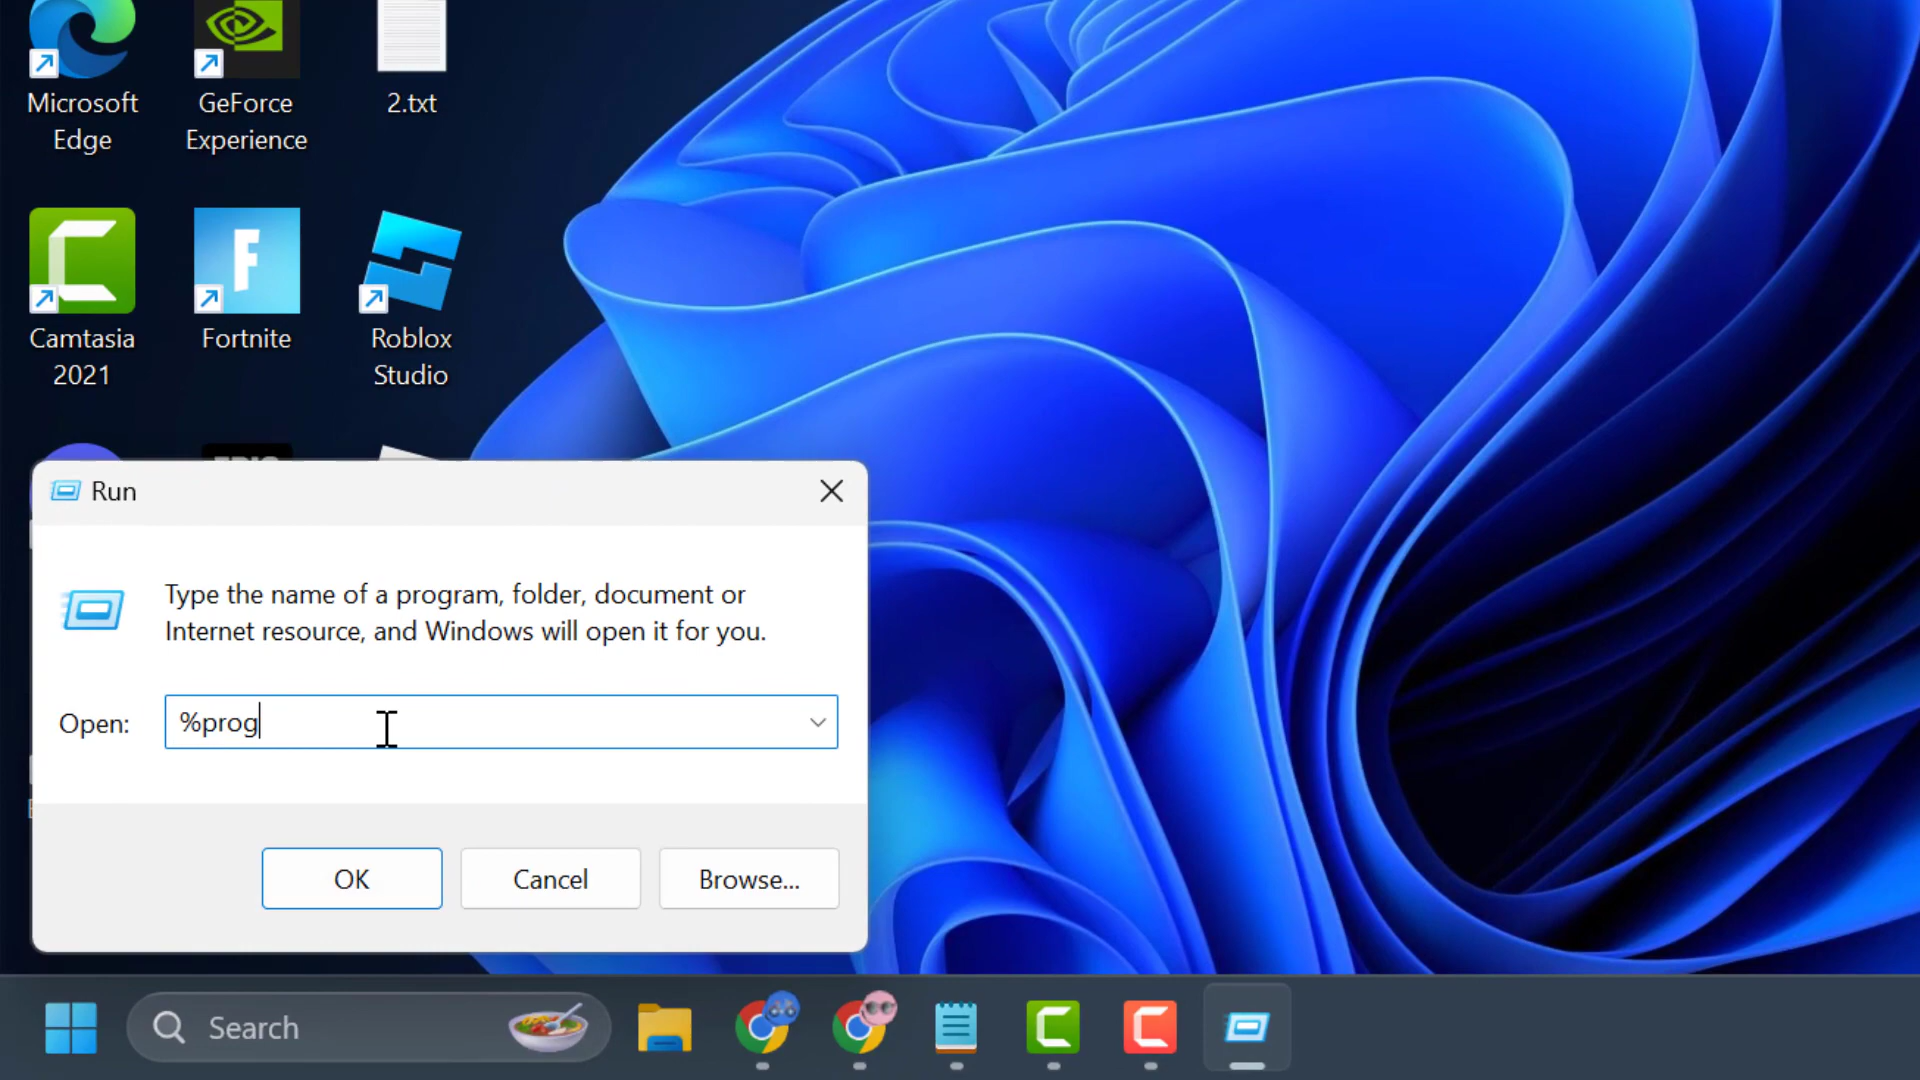 Microsoft
Edge
GeForce
Experience
2.txt
Camtasia
2021
F
Fortnite
Roblox
Studio
Run
Type the name of a program, folder, document or
Internet resource, and Windows will open it for you.
Open:
%prog
OK
Cancel
Browse...
Search